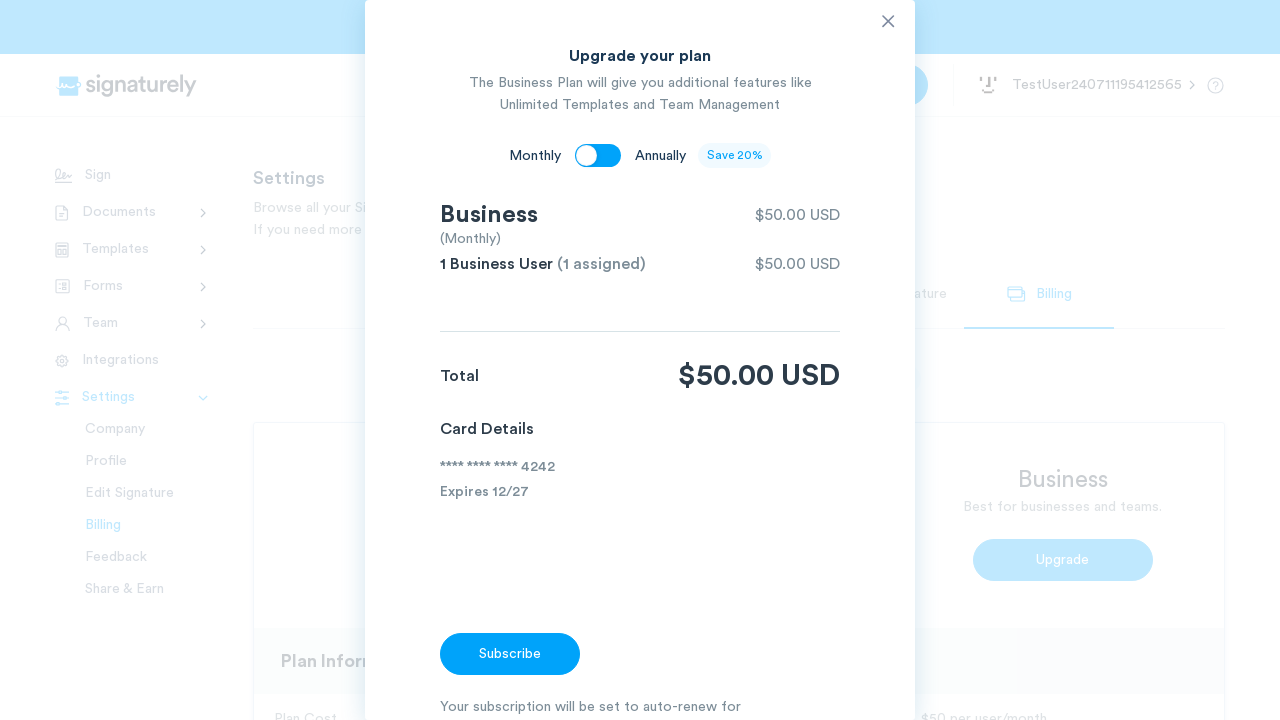 Upgrade your plan
The Business Plan will give you additional features like
Unlimited Templates and Team Management
Monthly
Annually
Save 20%
Business
$50.00 USD
(Monthly)
1 Business User (1 assigned)
$50.00 USD
Total
$50.00 USD
Card Details
**** **** **** 4242
Expires 12/27
Subscribe
Your subscription will be set to auto-renew for
signaturely
TestUser240711195412565
Sign
Documents
Templates
Forms
Team
Integrations
Settings
Company
Profile
Edit Signature
Billing
Feedback
Share & Earn
Settings
Browse all your
If you need more
Billing
Business
Best for businesses and teams.
Upgrade
Plan
Plan Cost
$50 per user/month